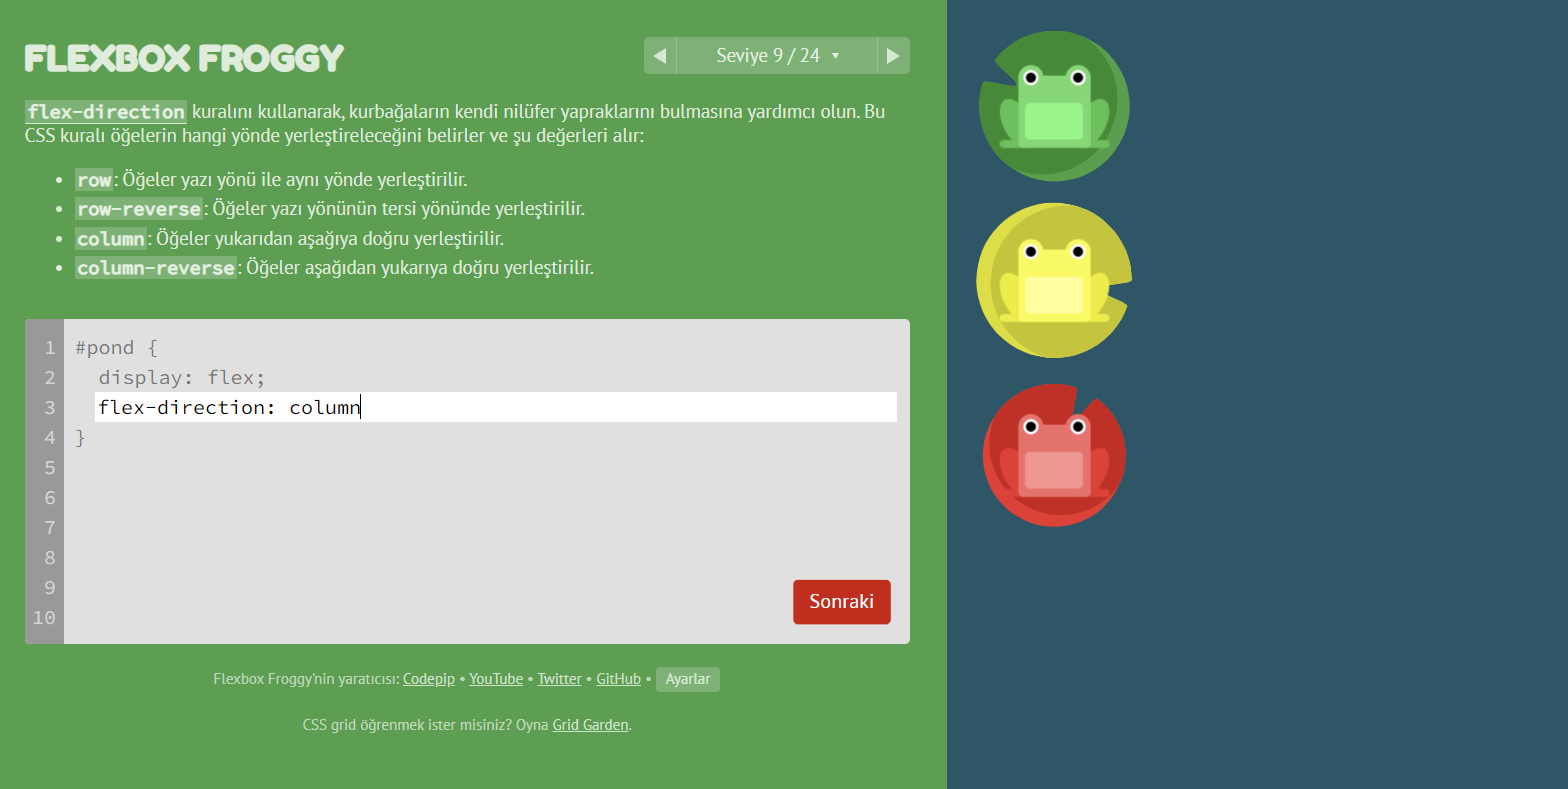 FLEXBOX FROGGY
Seviye 9 / 24
flex-direction kuralını kullanarak, kurbağaların kendi nilüfer yapraklarını bulmasına yardımcı olun. Bu
CSS kuralı öğelerin hangi yönde yerleştireleceğini belirler ve şu değerleri alır:
• row: Öğeler yazı yönü ile aynı yönde yerleştirilir.
• row-reverse: Öğeler yazı yönünün tersi yönünde yerleştirilir.
• column: Öğeler yukarıdan aşağıya doğru yerleştirilir.
• column-reverse: Öğeler aşağıdan yukarıya doğru yerleştirilir.
1 #pond {
2 display: flex;
3 flex-direction: column
4 }
5
6
7
8
9
10
Sonraki
Flexbox Froggy'nin yaratıcısı: Codepip • YouTube • Twitter • GitHub • Ayarlar
CSS grid öğrenmek ister misiniz? Oyna Grid Garden.